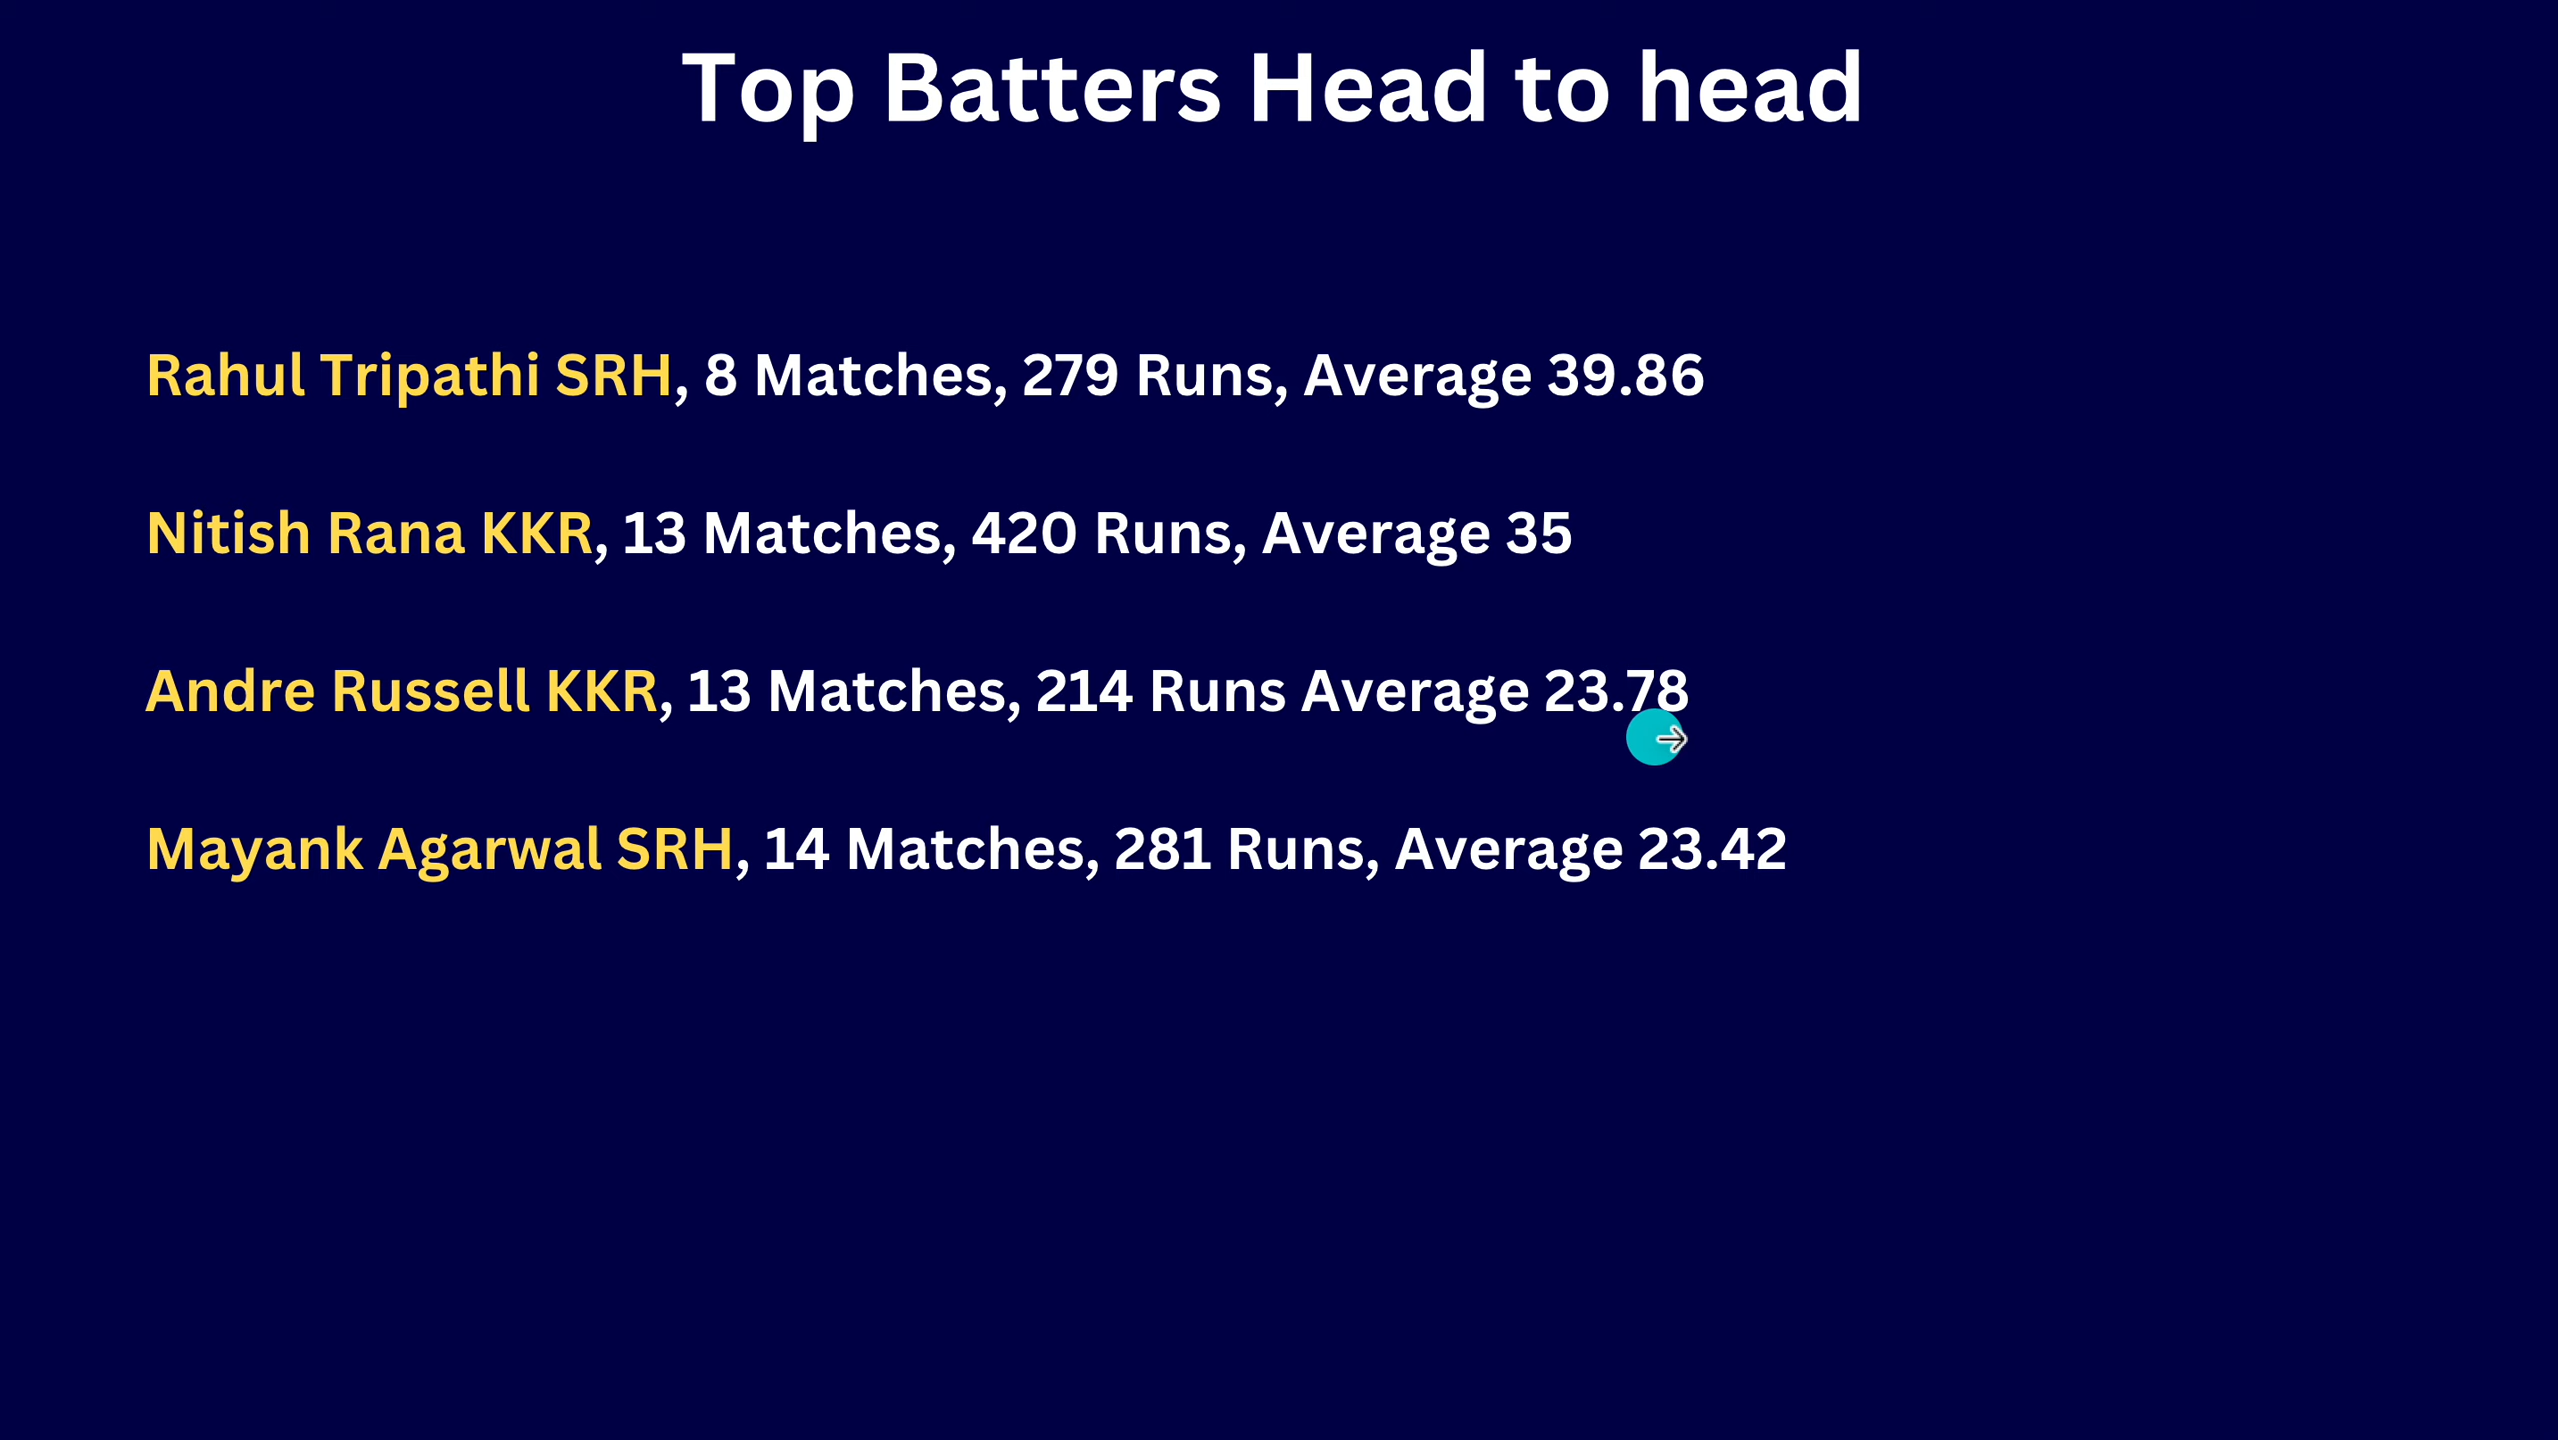 Top Batters Head to head
Rahul Tripathi SRH, 8 Matches, 279 Runs, Average 39.86
Nitish Rana KKR, 13 Matches, 420 Runs, Average 35
Andre Russell KKR, 13 Matches, 214 Runs Average 23.78
Mayank Agarwal SRH, 14 Matches, 281 Runs, Average 23.42